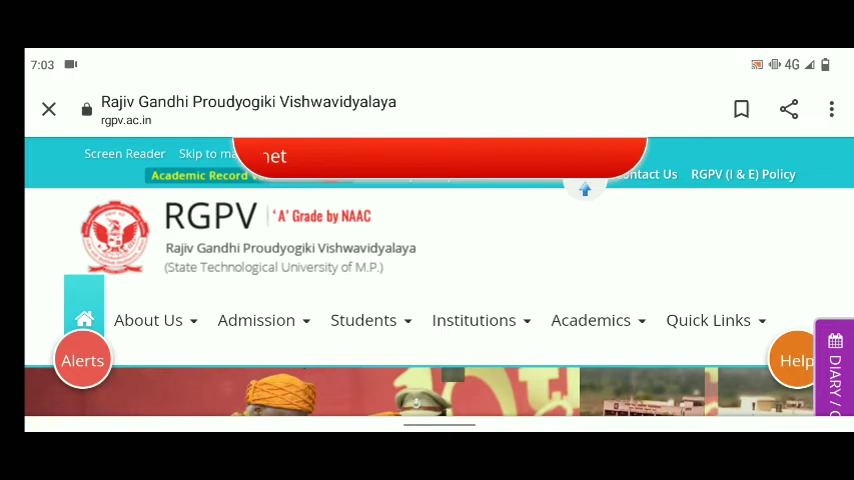 7:03
4G
Rajiv Gandhi Proudyogiki Vishwavidyalaya
rgpv.ac.in
Screen Reader Skip to
net
Academic Record
Contact Us RGPV (I & E) Policy
RGPV 'A' Grade by NAAC
Rajiv Gandhi Proudyogiki Vishwavidyalaya
(State Technological University of M.P.)
About Us Admission Students Institutions Academics Quick Links
Alerts
Help
DIARY /